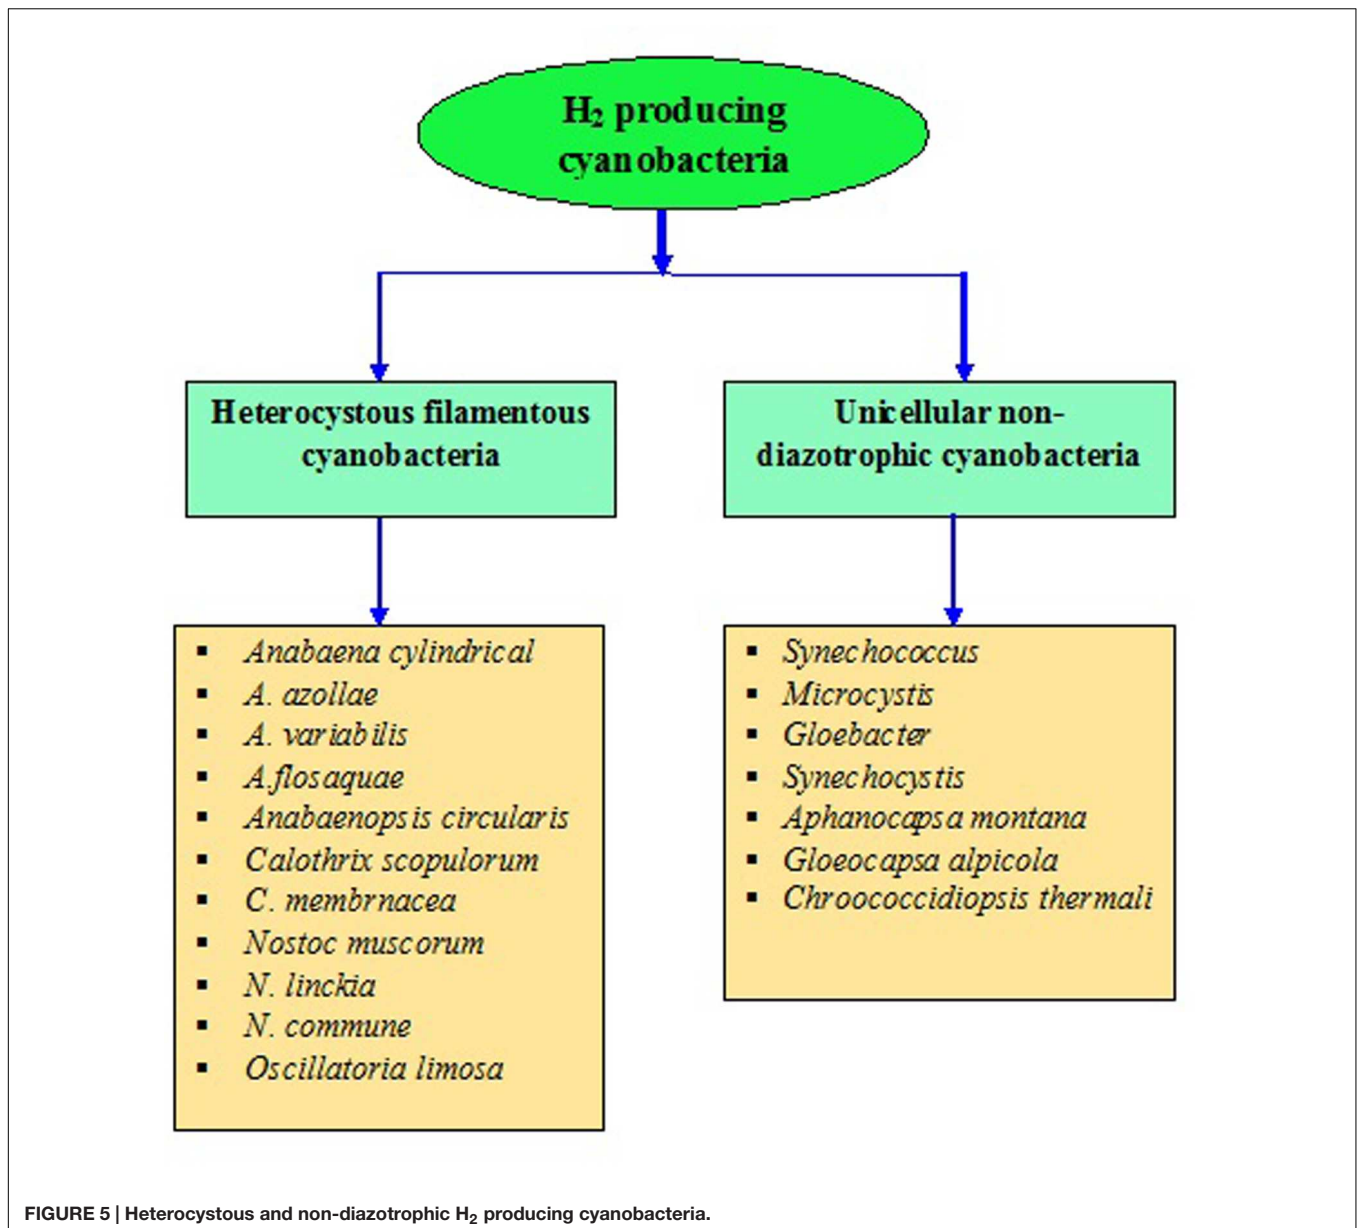 H₂ producing
cyanobacteria
Heterocystous filamentous
cyanobacteria
Unicellular non-
diazotrophic cyanobacteria
▪ Anabaena cylindrical
▪ A. azollae
▪ A. variabilis
▪ A.flosaquae
▪ Anabaenopsis circularis
▪ Calothrix scopulorum
▪ C. membrnacea
▪ Nostoc muscorum
▪ N. linckia
▪ N. commune
▪ Oscillatoria limosa
▪ Synechococcus
▪ Microcystis
▪ Gloebacter
▪ Synechocystis
▪ Aphanocapsa montana
▪ Gloeocapsa alpicola
▪ Chroococcidiopsis thermali
FIGURE 5 | Heterocystous and non-diazotrophic H₂ producing cyanobacteria.